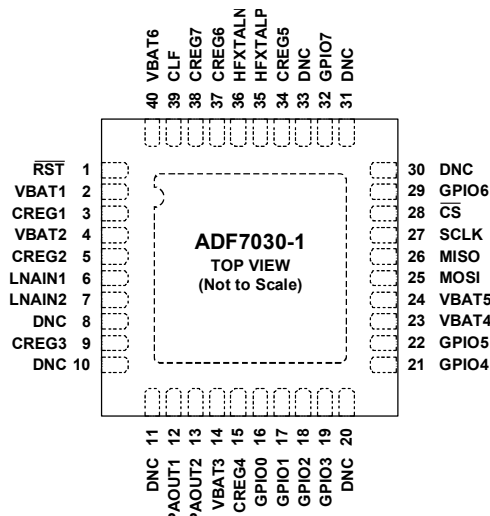 40 VBAT6
39 CLF
38 CREG7
37 CREG6
36 HFXTALN
35 HFXTALP
34 CREG5
33 DNC
32 GPIO7
31 DNC
RST 1
VBAT1 2
CREG1 3
VBAT2 4
CREG2 5
LNAIN1 6
LNAIN2 7
DNC 8
CREG3 9
DNC 10
ADF7030-1
TOP VIEW
(Not to Scale)
30 DNC
29 GPIO6
28 CS
27 SCLK
26 MISO
25 MOSI
24 VBAT5
23 VBAT4
22 GPIO5
21 GPIO4
DNC 11
PAOUT1 12
PAOUT2 13
VBAT3 14
CREG4 15
GPIO0 16
GPIO1 17
GPIO2 18
GPIO3 19
DNC 20